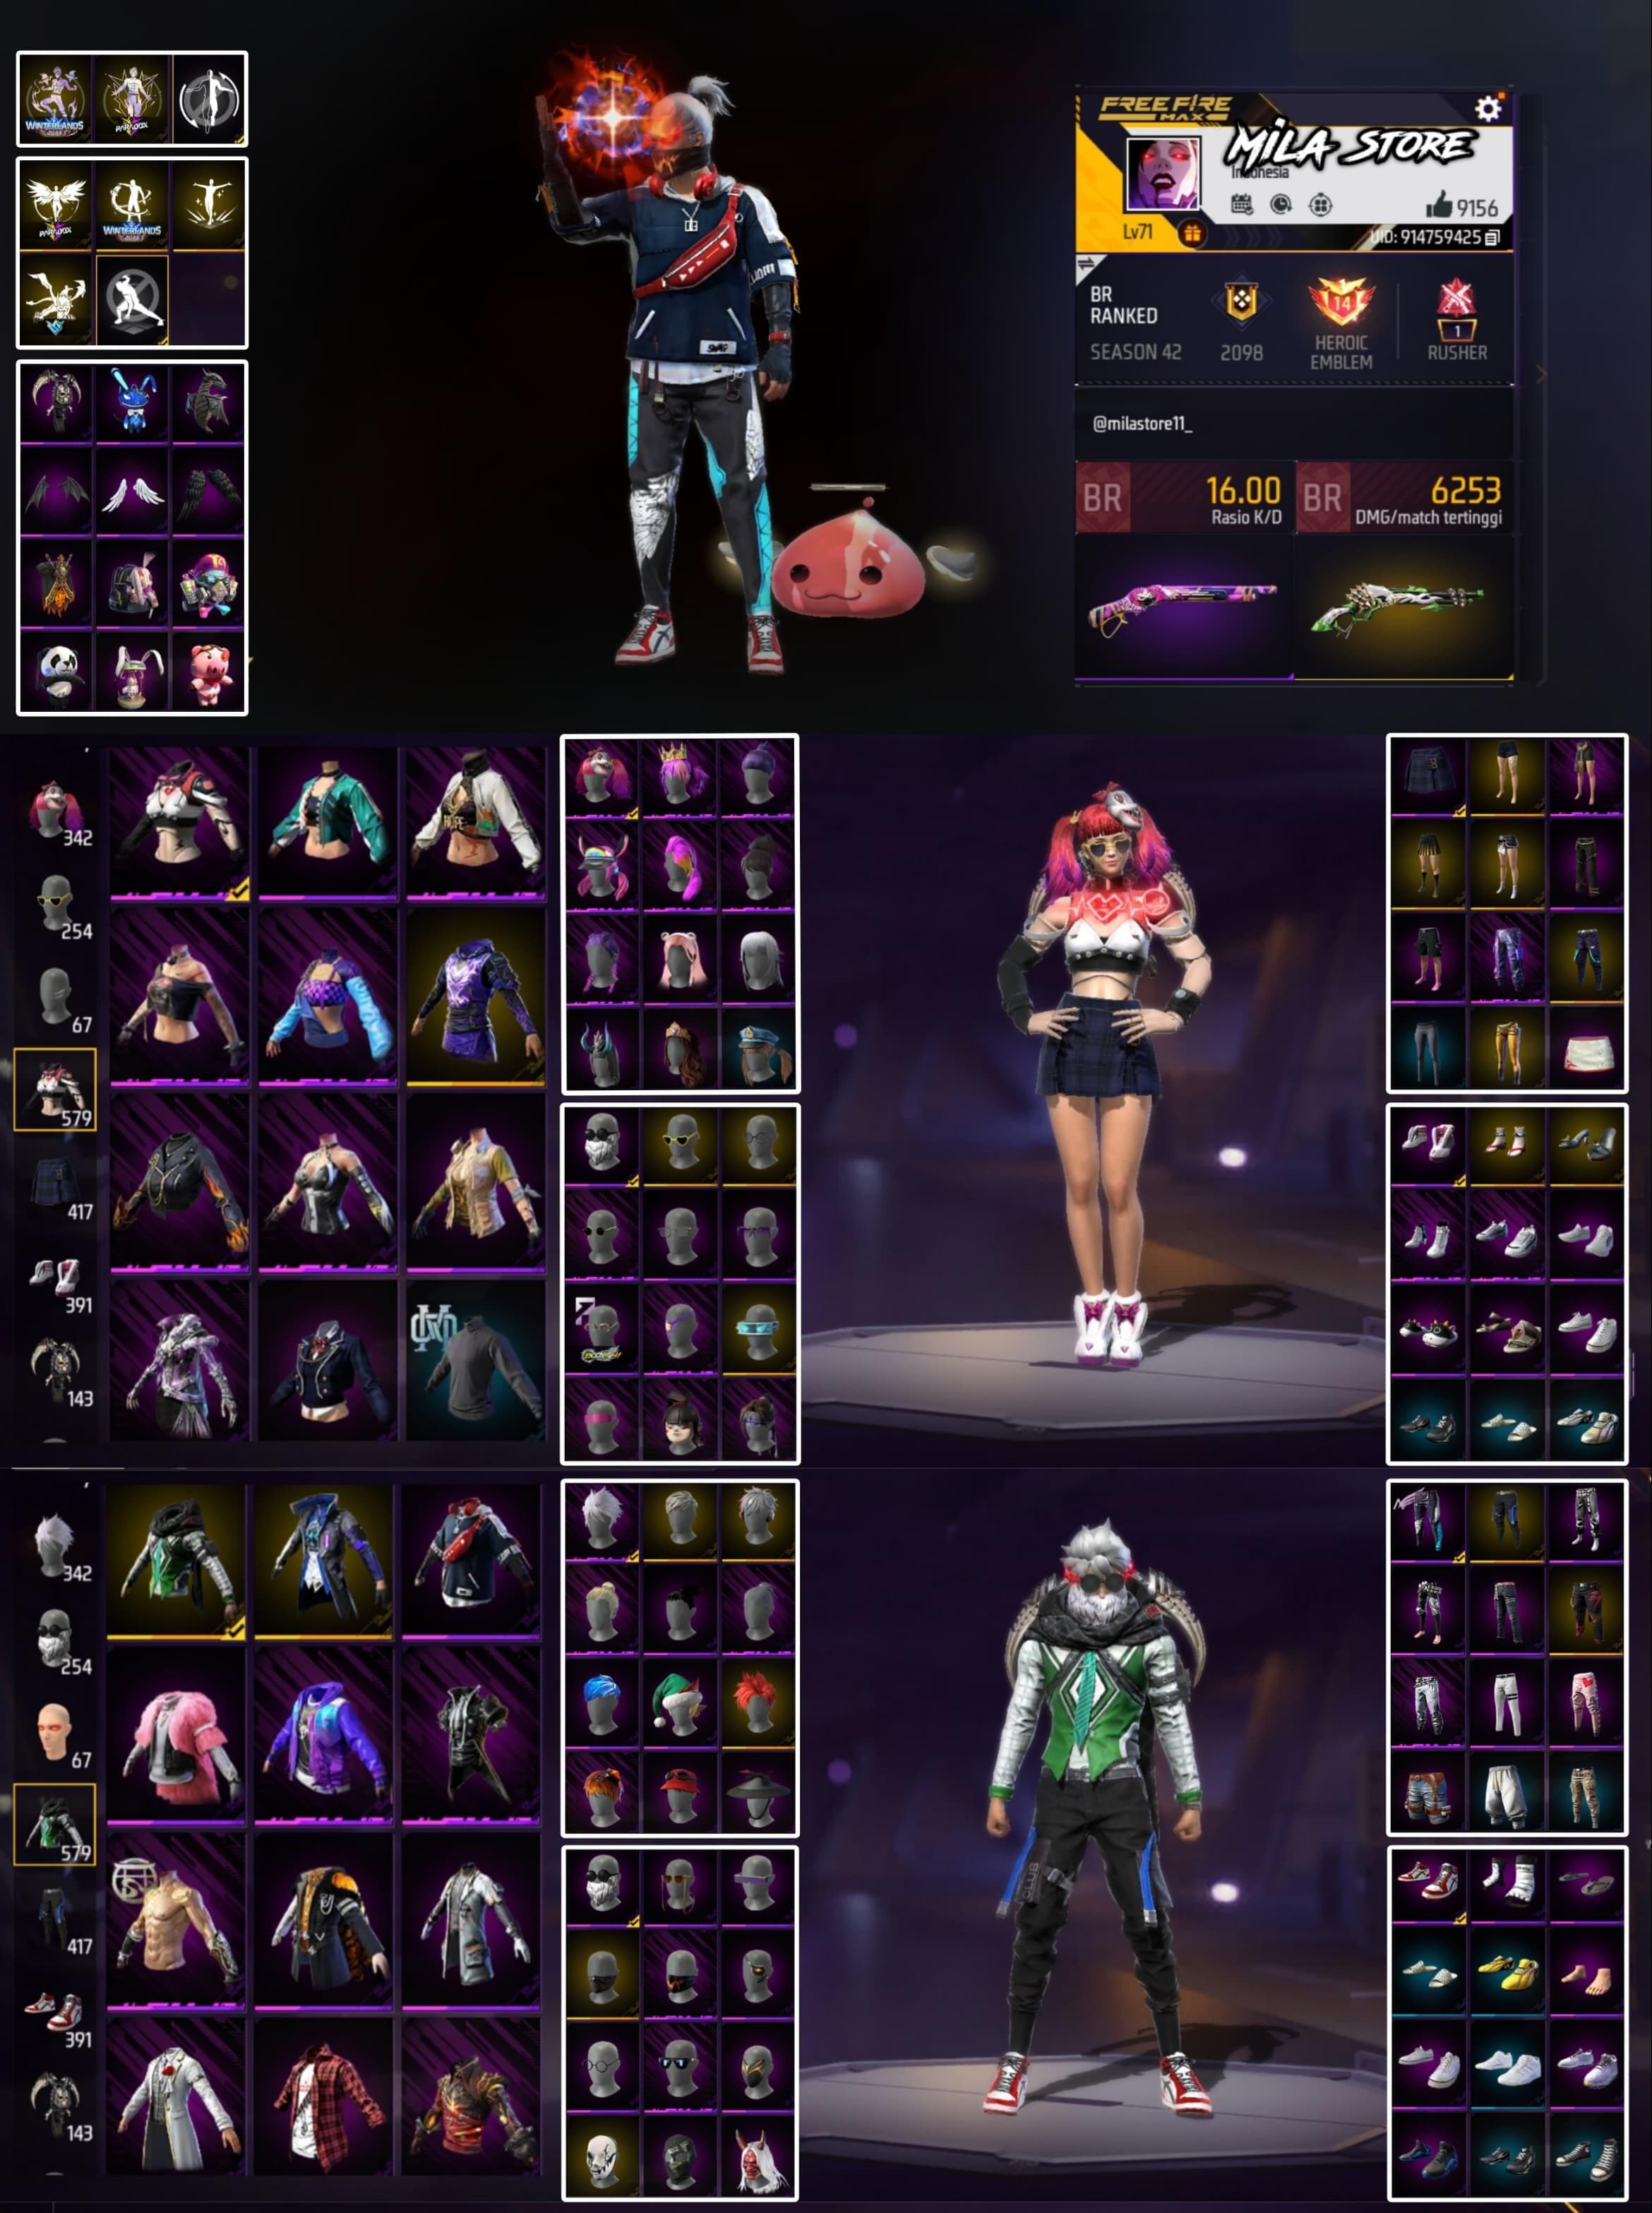 WINTERLANDS
PARADOX
PARADOX
WINTERLANDS
FREE FIRE
MAX
MILA STORE
Indonesia
9156
Lv71
UID: 914759425
BR
RANKED
SEASON 42
2098
14
HEROIC
EMBLEM
1
RUSHER
@milastore11_
BR
16.00
Rasio K/D
BR
6253
DMG/match tertinggi
342
254
67
579
417
391
143
342
254
67
579
417
391
143